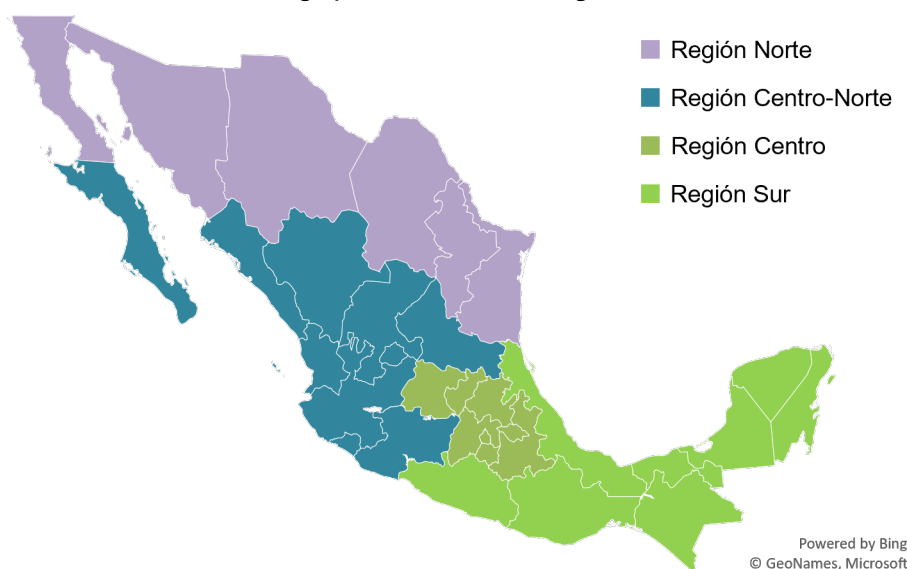 Región Norte
Región Centro-Norte
Región Centro
Región Sur
Powered by Bing
© GeoNames, Microsoft